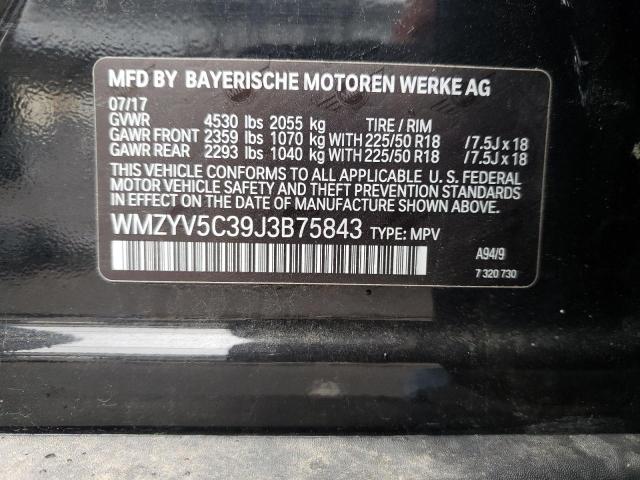 MFD BY BAYERISCHE MOTOREN WERKE AG
07/17
GVWR 4530 lbs 2055 kg TIRE / RIM
GAWR FRONT 2359 lbs 1070 kg WITH 225/50 R18 /7.5J x 18
GAWR REAR 2293 lbs 1040 kg WITH 225/50 R18 /7.5J x 18
THIS VEHICLE CONFORMS TO ALL APPLICABLE U. S. FEDERAL
MOTOR VEHICLE SAFETY, BUMPER, AND THEFT PREVENTION STANDARDS
IN EFFECT ON THE DATE OF MANUFACTURE SHOWN ABOVE.
WMZYV5C39J3B75843 TYPE: MPV
A94/9
7 320 730